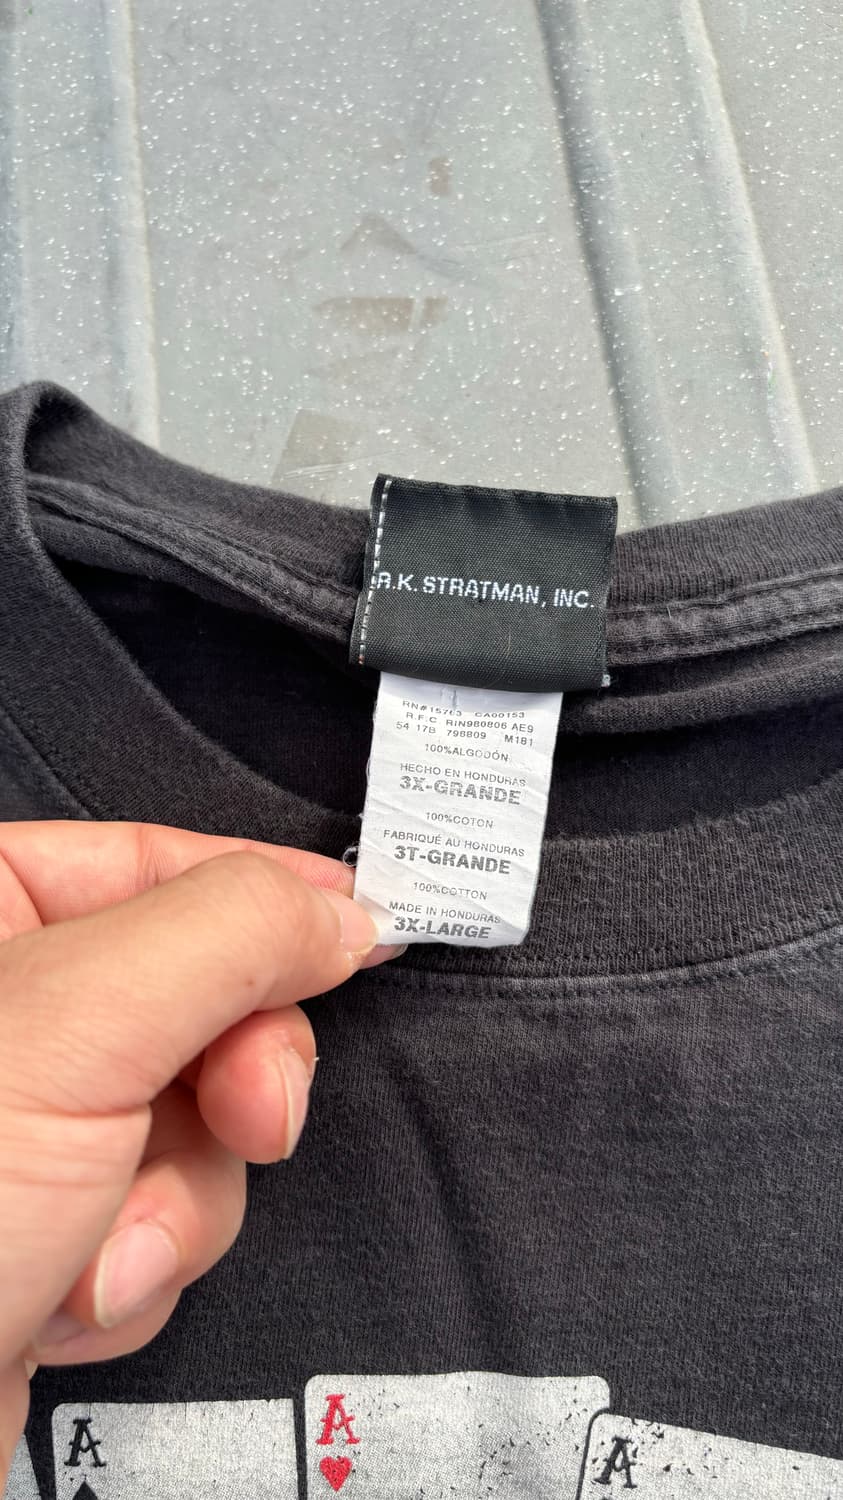 R.K. STRATMAN, INC.
RN#15763 CA00153
R.F.C. RIN980806 AE9
54 17B 798809 M181
100%ALGODÓN
HECHO EN HONDURAS
3X-GRANDE
100%COTON
FABRIQUÉ AU HONDURAS
3T-GRANDE
100%COTTON
MADE IN HONDURAS
3X-LARGE
A
A
A